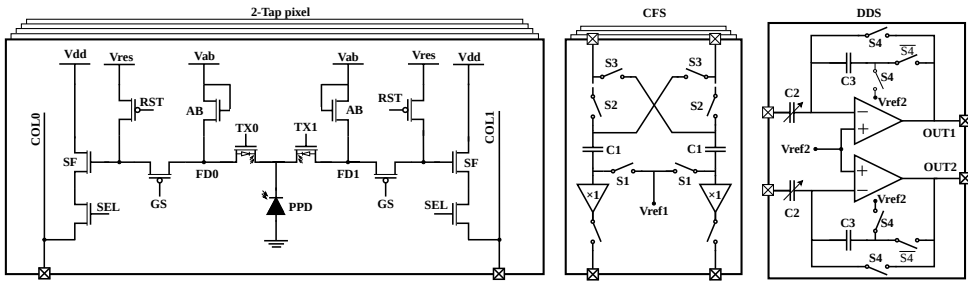 2-Tap pixel
Vdd
Vres
Vab
Vab
Vres
Vdd
RST
AB
AB
RST
COL0
TX0
TX1
COL1
SF
FD0
FD1
SF
GS
GS
SEL
PPD
SEL
CFS
S3
S3
S2
S2
C1
C1
S1
S1
×1
Vref1
×1
DDS
S4
S4
C3
S4
C2
Vref2
−
+
OUT1
Vref2
+
−
OUT2
C2
Vref2
S4
C3
S4
S4